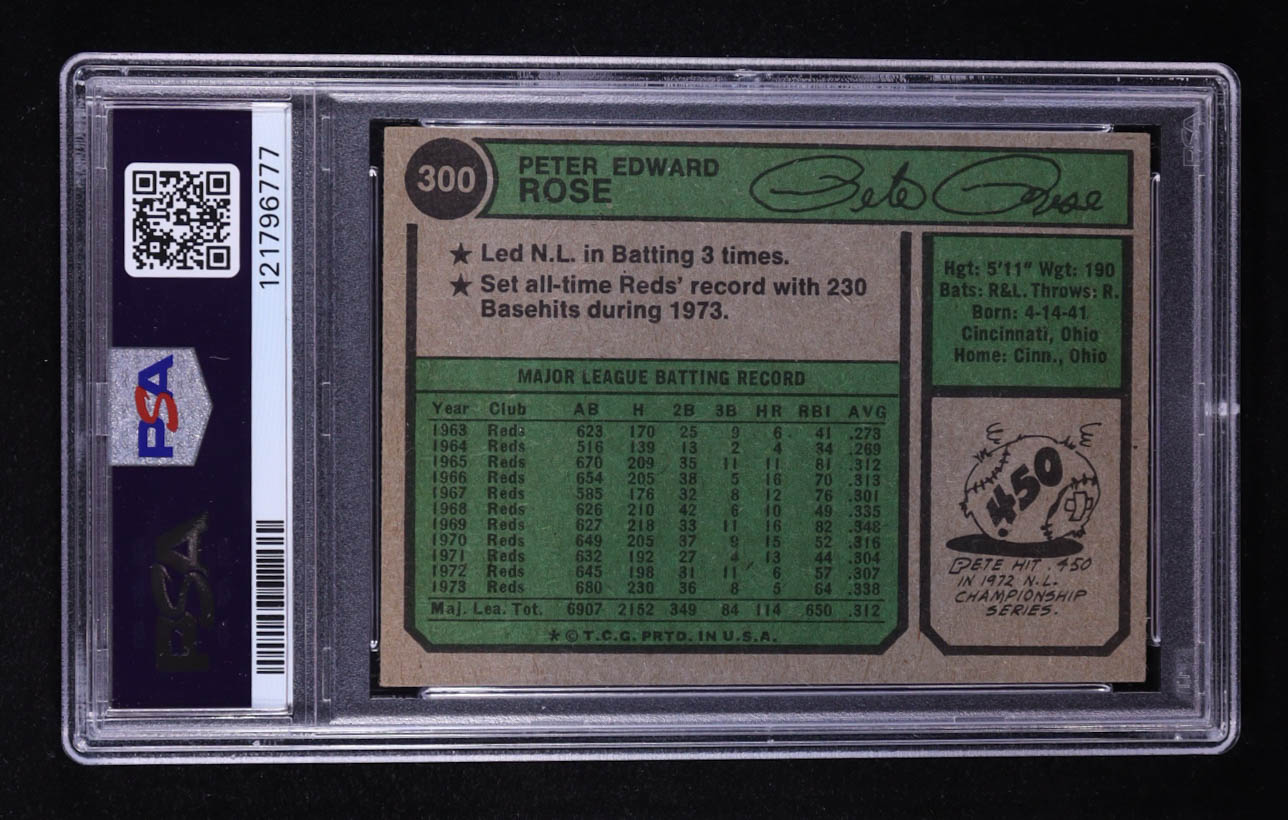 121796777
PSA
PSA
300
PETER EDWARD
ROSE
Pete Rose
★ Led N.L. in Batting 3 times.
★ Set all-time Reds' record with 230
Basehits during 1973.
Hgt: 5'11" Wgt: 190
Bats: R&L. Throws: R.
Born: 4-14-41
Cincinnati, Ohio
Home: Cinn., Ohio
MAJOR LEAGUE BATTING RECORD
Year Club AB H 2B 3B HR RBI AVG
1963 Reds 623 170 25 9 6 41 .273
1964 Reds 516 139 13 2 4 34 .269
1965 Reds 670 209 35 11 11 81 .312
1966 Reds 654 205 38 5 16 70 .313
1967 Reds 585 176 32 8 12 76 .301
1968 Reds 626 210 42 6 10 49 .335
1969 Reds 627 218 33 11 16 82 .348
1970 Reds 649 205 37 9 15 52 .316
1971 Reds 632 192 27 4 13 44 .304
1972 Reds 645 198 31 11 6 57 .307
1973 Reds 680 230 36 8 5 64 .338
Maj. Lea. Tot. 6907 2152 349 84 114 650 .312
* © T.C.G. PRTD. IN U.S.A.
.450
PETE HIT .450
IN 1972 N.L.
CHAMPIONSHIP
SERIES.